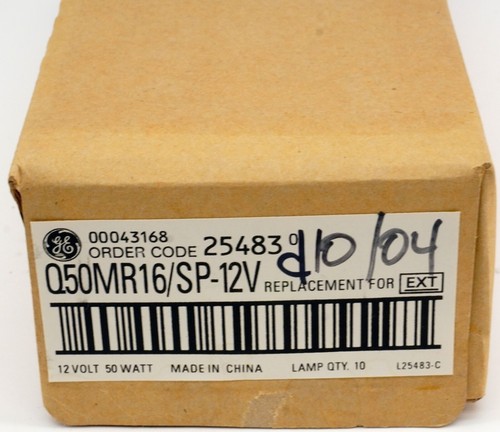 GE 00043168
ORDER CODE 25483 0
d10/04
Q50MR16/SP-12V REPLACEMENT FOR EXT
12 VOLT 50 WATT MADE IN CHINA LAMP QTY. 10 L25483-C